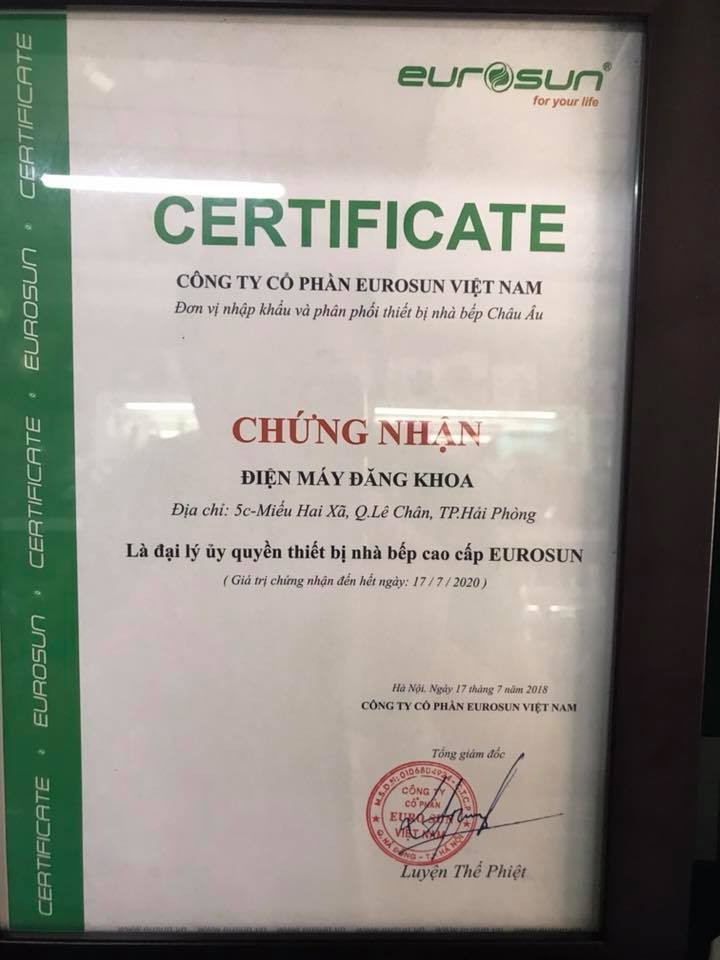 eurosun®
for your life
CERTIFICATE
CÔNG TY CỔ PHẦN EUROSUN VIỆT NAM
Đơn vị nhập khẩu và phân phối thiết bị nhà bếp Châu Âu
CHỨNG NHẬN
ĐIỆN MÁY ĐĂNG KHOA
Địa chỉ: 5c-Miếu Hai Xã, Q.Lê Chân, TP.Hải Phòng
Là đại lý ủy quyền thiết bị nhà bếp cao cấp EUROSUN
( Giá trị chứng nhận đến hết ngày: 17 / 7 / 2020 )
Hà Nội. Ngày 17 tháng 7 năm 2018
CÔNG TY CỔ PHẦN EUROSUN VIỆT NAM
Tổng giám đốc
M.S.D.N: 0106804924 - C.T.C.P
CÔNG TY
CỔ PHẦN
EUROSUN
VIỆT NAM
Q. HÀ ĐÔNG - T.P HÀ NỘI
Luyện Thế Phiệt
CERTIFICATE • EUROSUN • CERTIFICATE • EUROSUN • CERTIFICATE